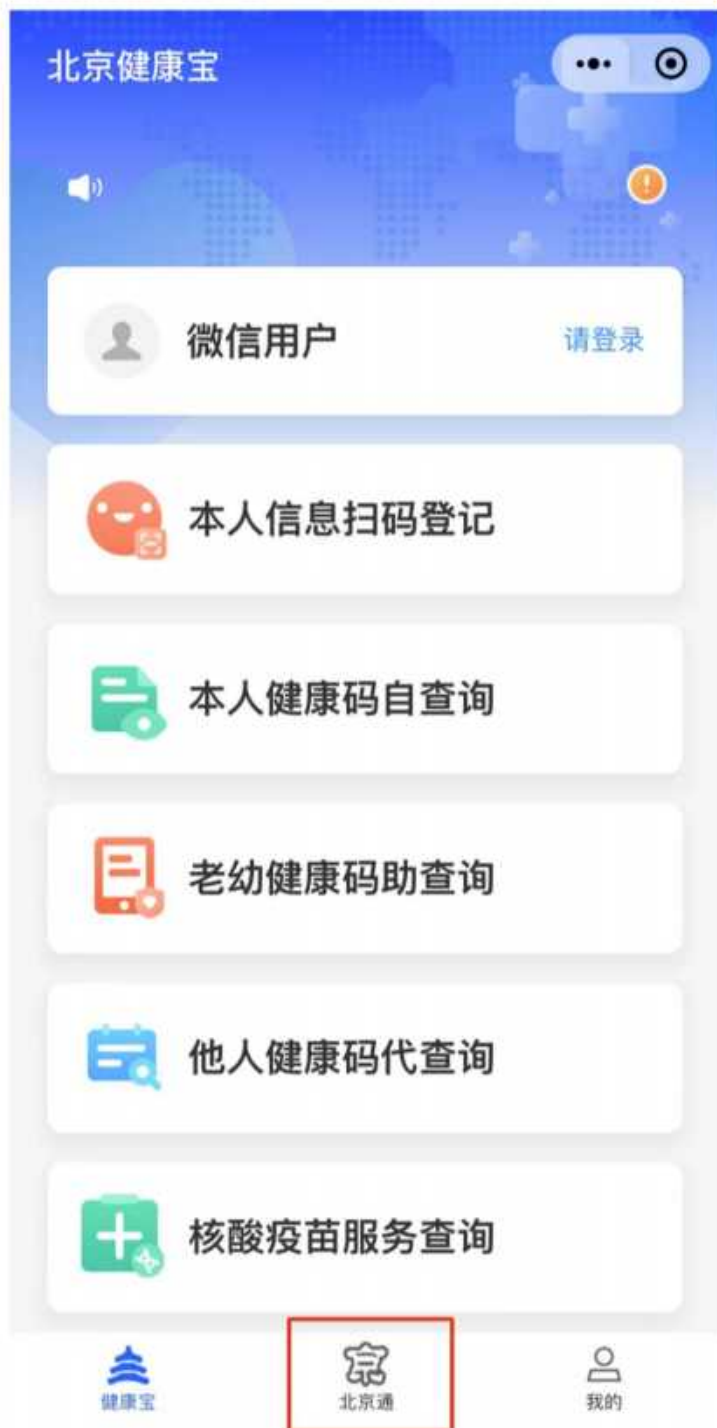 北京健康宝
微信用户
请登录
本人信息扫码登记
本人健康码自查询
老幼健康码助查询
他人健康码代查询
核酸疫苗服务查询
健康宝
北京通
我的